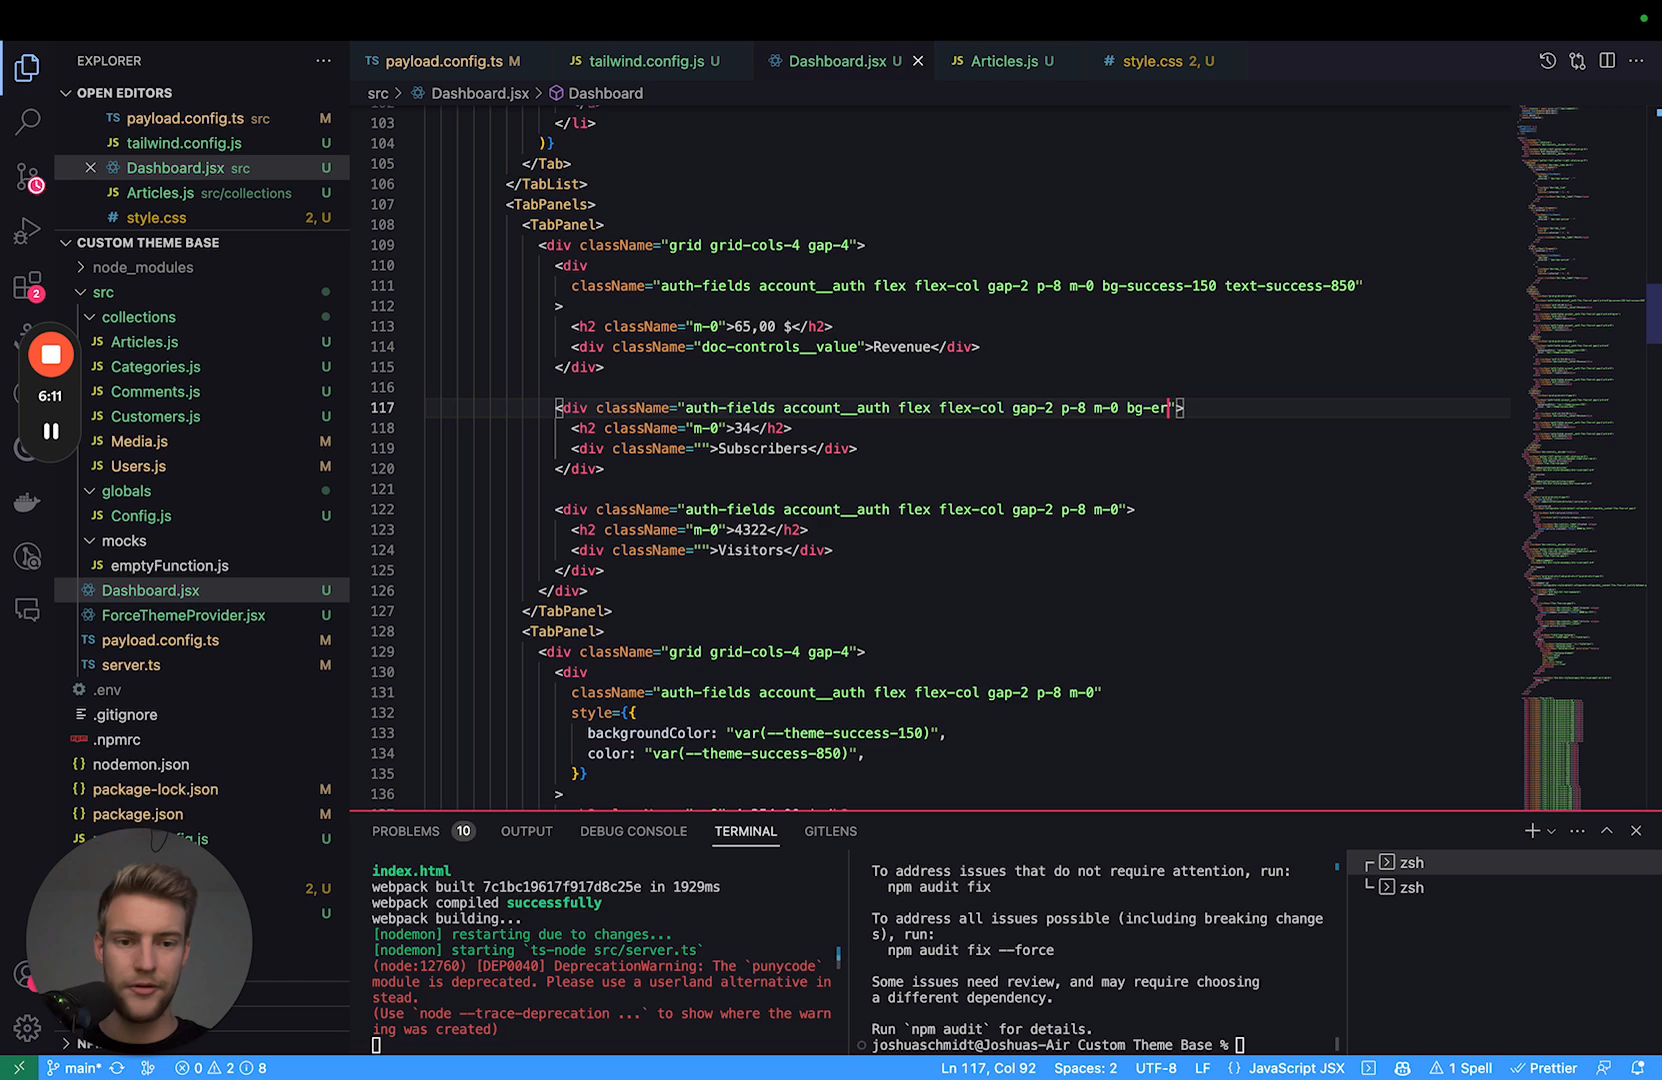 EXPLORER
OPEN EDITORS
TS payload.config.ts src M
JS tailwind.config.js U
Dashboard.jsx src U
JS Articles.js src/collections U
# style.css 2, U
CUSTOM THEME BASE
node_modules
src
collections
JS Articles.js U
JS Categories.js U
JS Comments.js U
JS Customers.js U
JS Media.js M
JS Users.js M
globals
JS Config.js U
mocks
JS emptyFunction.js
Dashboard.jsx U
ForceThemeProvider.jsx U
TS payload.config.ts M
TS server.ts M
.env
.gitignore
.npmrc
{} nodemon.json
{} package-lock.json M
{} package.json M
2, U
U
2
6:11
TS payload.config.ts M
JS tailwind.config.js U
Dashboard.jsx U
JS Articles.js U
# style.css 2, U
src > Dashboard.jsx > Dashboard
103 </li>
104 )}
105 </Tab>
106 </TabList>
107 <TabPanels>
108 <TabPanel>
109 <div className="grid grid-cols-4 gap-4">
110 <div
111 className="auth-fields account__auth flex flex-col gap-2 p-8 m-0 bg-success-150 text-success-850"
112 >
113 <h2 className="m-0">65,00 $</h2>
114 <div className="doc-controls__value">Revenue</div>
115 </div>
116
117 <div className="auth-fields account__auth flex flex-col gap-2 p-8 m-0 bg-er">
118 <h2 className="m-0">34</h2>
119 <div className="">Subscribers</div>
120 </div>
121
122 <div className="auth-fields account__auth flex flex-col gap-2 p-8 m-0">
123 <h2 className="m-0">4322</h2>
124 <div className="">Visitors</div>
125 </div>
126 </div>
127 </TabPanel>
128 <TabPanel>
129 <div className="grid grid-cols-4 gap-4">
130 <div
131 className="auth-fields account__auth flex flex-col gap-2 p-8 m-0"
132 style={{
133 backgroundColor: "var(--theme-success-150)",
134 color: "var(--theme-success-850)",
135 }}
136 >
PROBLEMS 10 OUTPUT DEBUG CONSOLE TERMINAL GITLENS
index.html
webpack built 7c1bc19617f917d8c25e in 1929ms
webpack compiled successfully
webpack building...
[nodemon] restarting due to changes...
[nodemon] starting `ts-node src/server.ts`
(node:12760) [DEP0040] DeprecationWarning: The `punycode`
module is deprecated. Please use a userland alternative in
stead.
(Use `node --trace-deprecation ...` to show where the warn
ing was created)
To address issues that do not require attention, run:
npm audit fix
To address all issues possible (including breaking change
s), run:
npm audit fix --force
Some issues need review, and may require choosing
a different dependency.
Run `npm audit` for details.
joshuaschmidt@Joshuas-Air Custom Theme Base %
zsh
zsh
main* 0 2 8
Ln 117, Col 92 Spaces: 2 UTF-8 LF {} JavaScript JSX 1 Spell Prettier